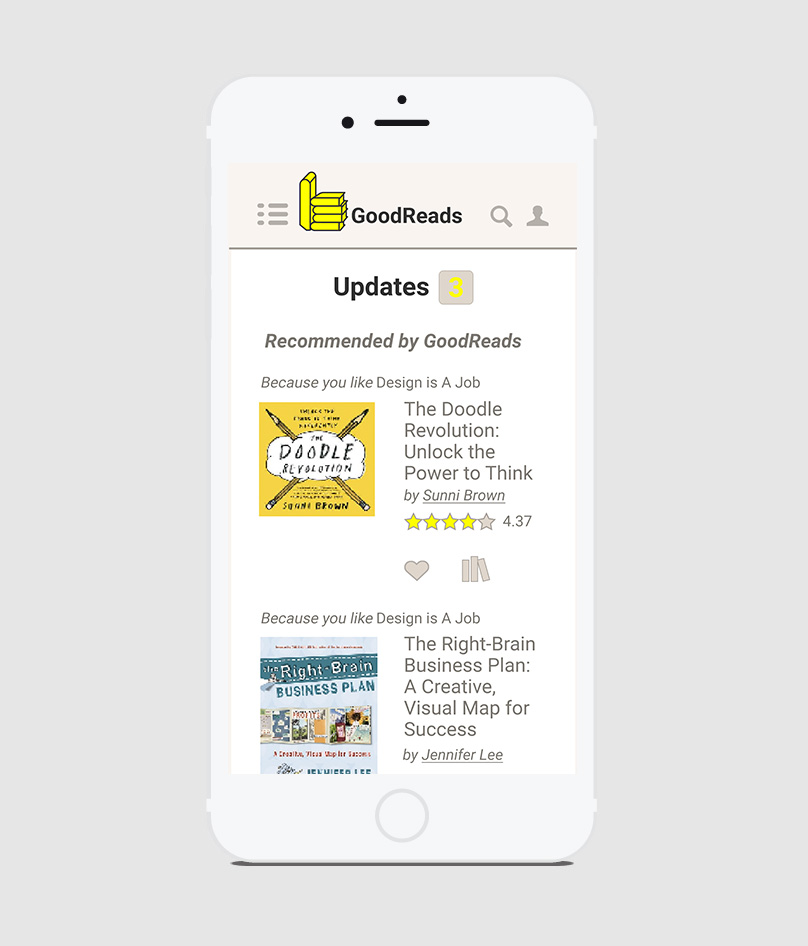 GoodReads
Updates 3
Recommended by GoodReads
Because you like Design is A Job
THE
DOODLE
REVOLUTION
SUNNI BROWN
The Doodle
Revolution:
Unlock the
Power to Think
by Sunni Brown
4.37
Because you like Design is A Job
The Right-Brain
BUSINESS PLAN
A Creative, Visual Map for Success
JENNIFER LEE
The Right-Brain
Business Plan:
A Creative,
Visual Map for
Success
by Jennifer Lee